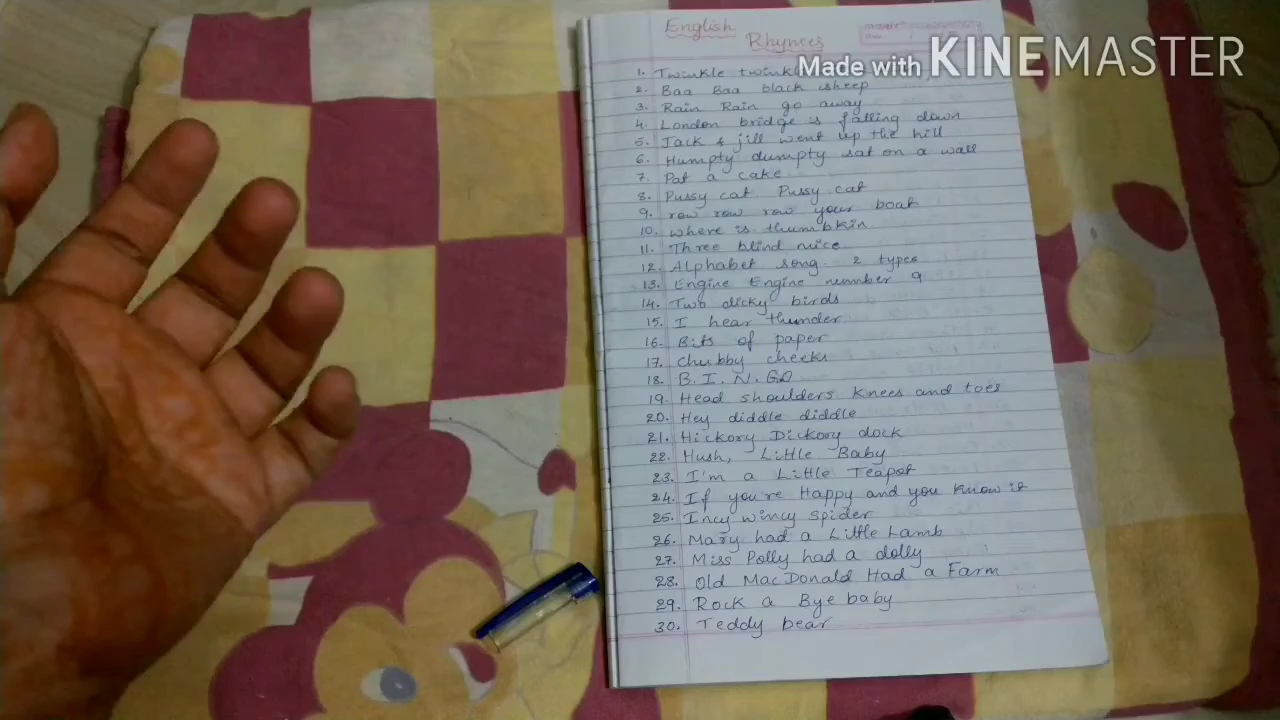 English
Rhymes
Made with KINEMASTER
1. Twinkle twinkle
2. Baa Baa black sheep
3. Rain Rain go away
4. London bridge is falling down
5. Jack & jill went up the hill
6. Humpty dumpty sat on a wall
7. Pat a cake
8. Pussy cat Pussy cat
9. row row row your boat
10. where is thumbkin
11. Three blind mice
12. Alphabet song. 2 types
13. Engine Engine number 9
14. Two dicky birds
15. I hear thunder
16. Bits of paper
17. Chubby cheeks
18. B. I. N. G O
19. Head shoulders Knees and toes
20. Hey diddle diddle
21. Hickory Dickory dock
22. Hush, Little Baby
23. I'm a Little Teapot
24. If you're Happy and you Know it
25. Incy wincy spider
26. Mary had a Little Lamb
27. Miss Polly had a dolly
28. Old MacDonald Had a Farm
29. Rock a Bye baby
30. Teddy bear